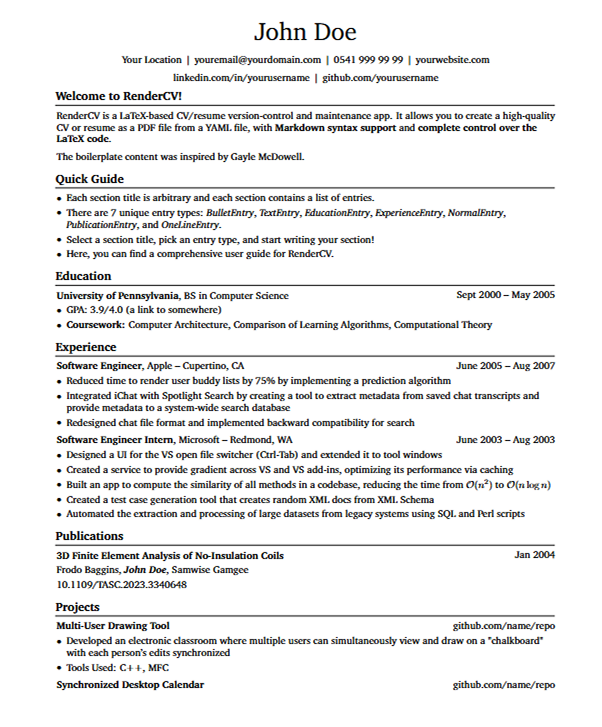 John Doe
Your Location | youremail@yourdomain.com | 0541 999 99 99 | yourwebsite.com
linkedin.com/in/yourusername | github.com/yourusername
Welcome to RenderCV!
RenderCV is a LaTeX-based CV/resume version-control and maintenance app. It allows you to create a high-quality
CV or resume as a PDF file from a YAML file, with Markdown syntax support and complete control over the
LaTeX code.
The boilerplate content was inspired by Gayle McDowell.
Quick Guide
• Each section title is arbitrary and each section contains a list of entries.
• There are 7 unique entry types: BulletEntry, TextEntry, EducationEntry, ExperienceEntry, NormalEntry,
PublicationEntry, and OneLineEntry.
• Select a section title, pick an entry type, and start writing your section!
• Here, you can find a comprehensive user guide for RenderCV.
Education
University of Pennsylvania, BS in Computer Science Sept 2000 – May 2005
• GPA: 3.9/4.0 (a link to somewhere)
• Coursework: Computer Architecture, Comparison of Learning Algorithms, Computational Theory
Experience
Software Engineer, Apple – Cupertino, CA June 2005 – Aug 2007
• Reduced time to render user buddy lists by 75% by implementing a prediction algorithm
• Integrated iChat with Spotlight Search by creating a tool to extract metadata from saved chat transcripts and
provide metadata to a system-wide search database
• Redesigned chat file format and implemented backward compatibility for search
Software Engineer Intern, Microsoft – Redmond, WA June 2003 – Aug 2003
• Designed a UI for the VS open file switcher (Ctrl-Tab) and extended it to tool windows
• Created a service to provide gradient across VS and VS add-ins, optimizing its performance via caching
• Built an app to compute the similarity of all methods in a codebase, reducing the time from O(n²) to O(n log n)
• Created a test case generation tool that creates random XML docs from XML Schema
• Automated the extraction and processing of large datasets from legacy systems using SQL and Perl scripts
Publications
3D Finite Element Analysis of No-Insulation Coils Jan 2004
Frodo Baggins, John Doe, Samwise Gamgee
10.1109/TASC.2023.3340648
Projects
Multi-User Drawing Tool github.com/name/repo
• Developed an electronic classroom where multiple users can simultaneously view and draw on a "chalkboard"
with each person's edits synchronized
• Tools Used: C++, MFC
Synchronized Desktop Calendar github.com/name/repo